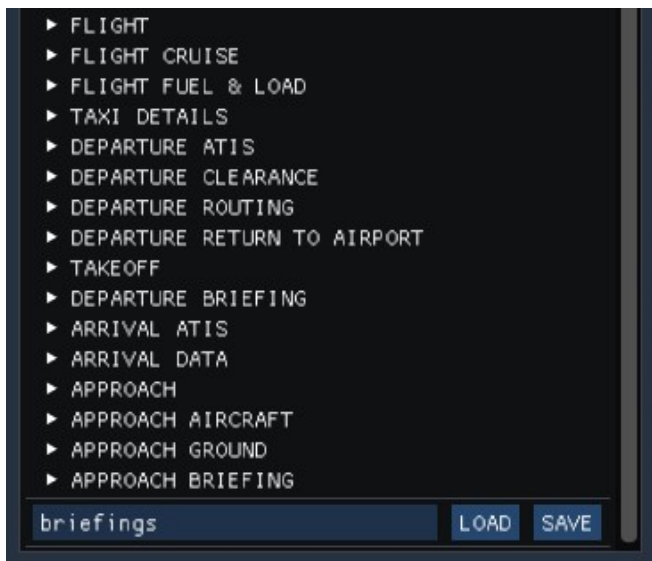 FLIGHT
FLIGHT CRUISE
FLIGHT FUEL & LOAD
TAXI DETAILS
DEPARTURE ATIS
DEPARTURE CLEARANCE
DEPARTURE ROUTING
DEPARTURE RETURN TO AIRPORT
TAKEOFF
DEPARTURE BRIEFING
ARRIVAL ATIS
ARRIVAL DATA
APPROACH
APPROACH AIRCRAFT
APPROACH GROUND
APPROACH BRIEFING
briefings LOAD SAVE